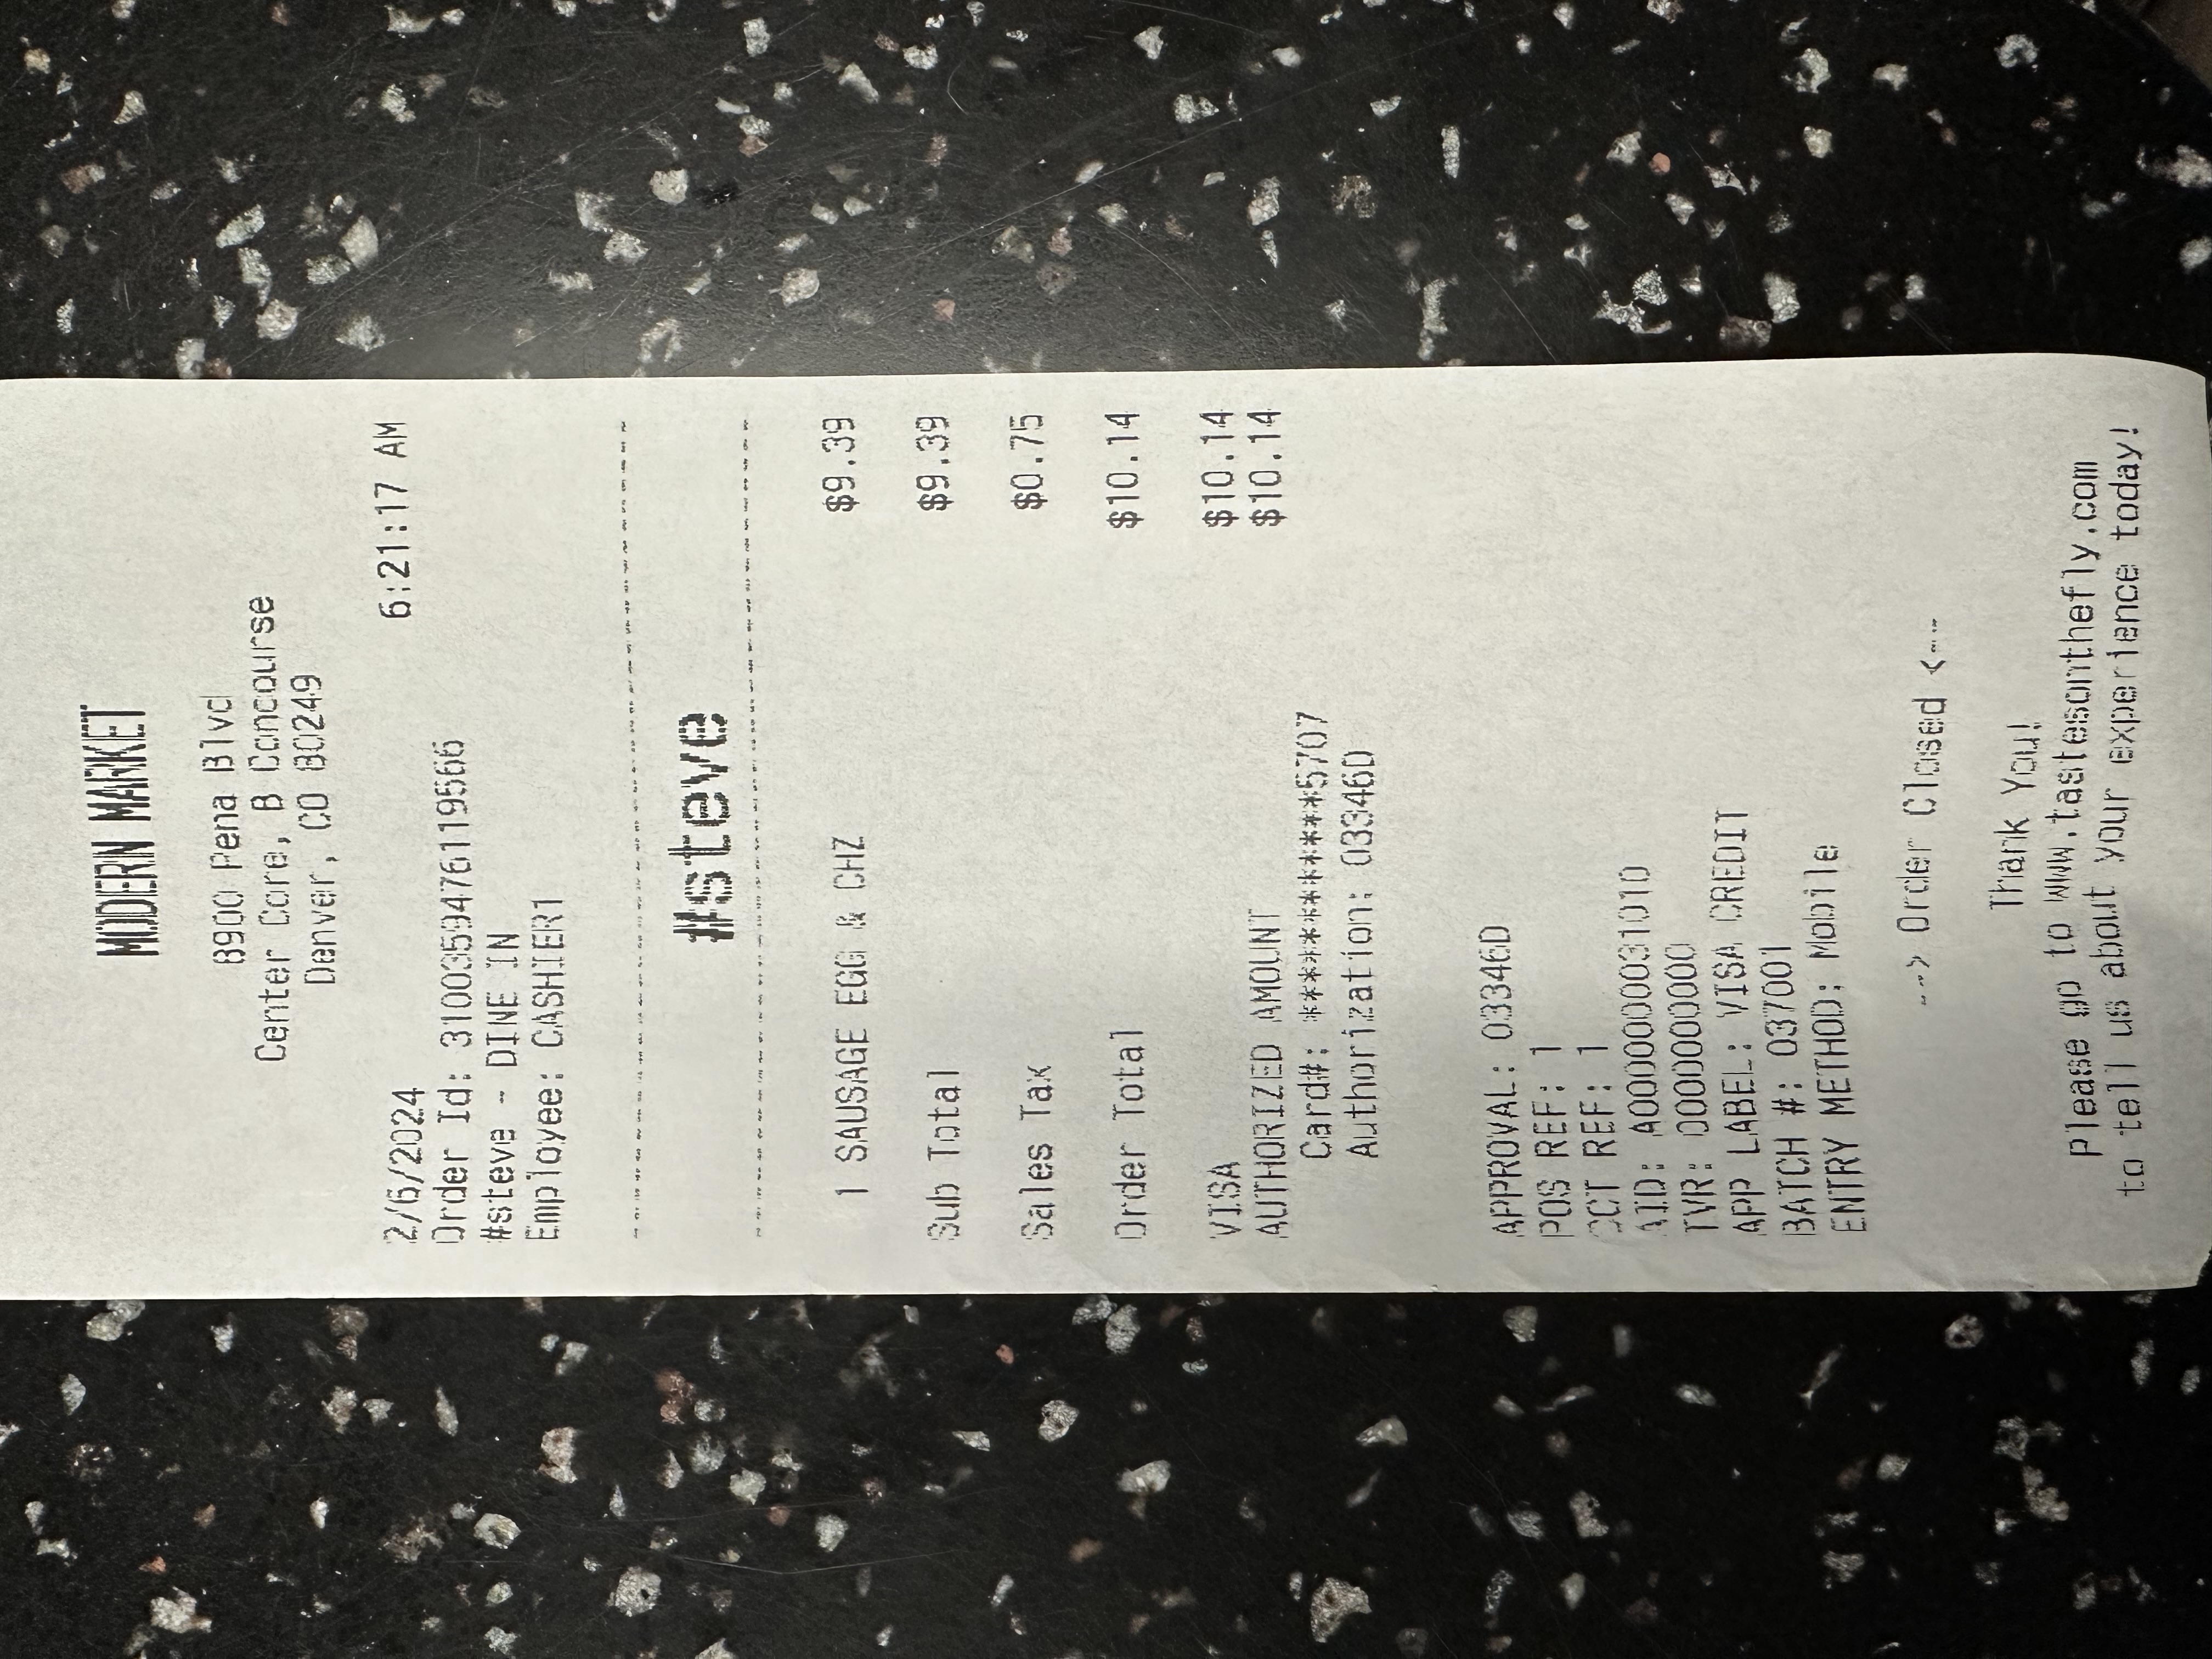 MODERN MARKET
8900 Pena Blvd
Center Core, B Concourse
Denver, CO 80249
2/6/2024 6:21:17 AM
Order Id: 3100359476119566
#steve - DINE IN
Employee: CASHIER1
#steve
1 SAUSAGE EGG & CHZ $9.39
Sub Total $9.39
Sales Tax $0.75
Order Total $10.14
VISA $10.14
AUTHORIZED AMOUNT $10.14
Card#: ************5707
Authorization: 03346D
APPROVAL: 03346D
POS REF: 1
REF: 1
AID: A0000000031010
TVR: 0000000000
APP LABEL: VISA CREDIT
BATCH #: 037001
ENTRY METHOD: Mobile
--> Order Closed <--
Thank You!
Please go to www.tastesonthefly.com
to tell us about your experience today!